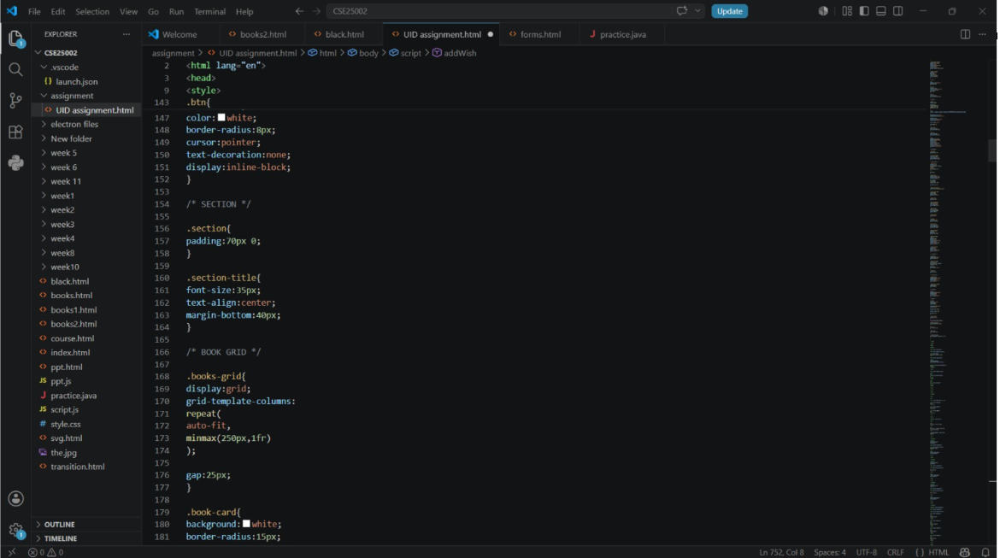 File Edit Selection View Go Run Terminal Help
CSE25002
Update
EXPLORER
CSE25002
.vscode
launch.json
assignment
UID assignment.html
electron files
New folder
week 5
week 6
week 11
week1
week2
week3
week4
week8
week10
black.html
books.html
books1.html
books2.html
course.html
index.html
ppt.html
JS ppt.js
J practice.java
JS script.js
# style.css
svg.html
the.jpg
transition.html
OUTLINE
TIMELINE
Welcome
books2.html
black.html
UID assignment.html
forms.html
J practice.java
assignment > UID assignment.html > html > body > script > addWish
2 <html lang="en">
3 <head>
9 <style>
143 .btn{
147 color: white;
148 border-radius:8px;
149 cursor:pointer;
150 text-decoration:none;
151 display:inline-block;
152 }
153
154 /* SECTION */
155
156 .section{
157 padding:70px 0;
158 }
159
160 .section-title{
161 font-size:35px;
162 text-align:center;
163 margin-bottom:40px;
164 }
165
166 /* BOOK GRID */
167
168 .books-grid{
169 display:grid;
170 grid-template-columns:
171 repeat(
172 auto-fit,
173 minmax(250px,1fr)
174 );
175
176 gap:25px;
177 }
178
179 .book-card{
180 background: white;
181 border-radius:15px;
0 0
Ln 752, Col 8 Spaces: 4 UTF-8 CRLF { } HTML